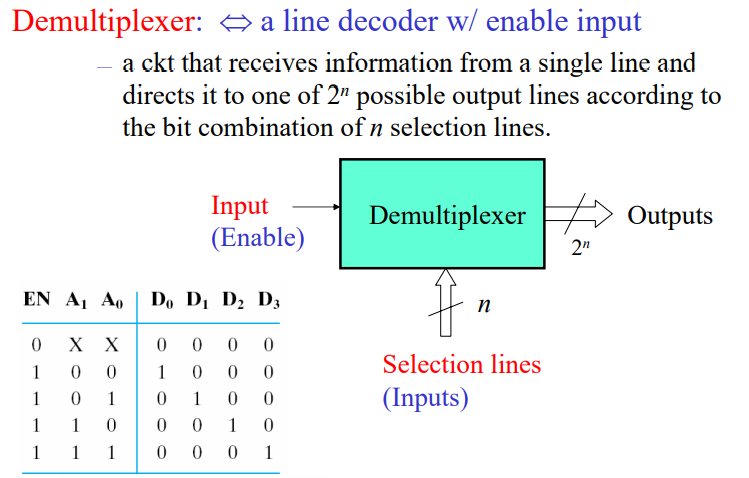 Demultiplexer: ⇔ a line decoder w/ enable input
– a ckt that receives information from a single line and
directs it to one of 2ⁿ possible output lines according to
the bit combination of n selection lines.
Input
(Enable)
Demultiplexer
Outputs
2ⁿ
n
Selection lines
(Inputs)
EN A₁ A₀ D₀ D₁ D₂ D₃
0 X X 0 0 0 0
1 0 0 1 0 0 0
1 0 1 0 1 0 0
1 1 0 0 0 1 0
1 1 1 0 0 0 1